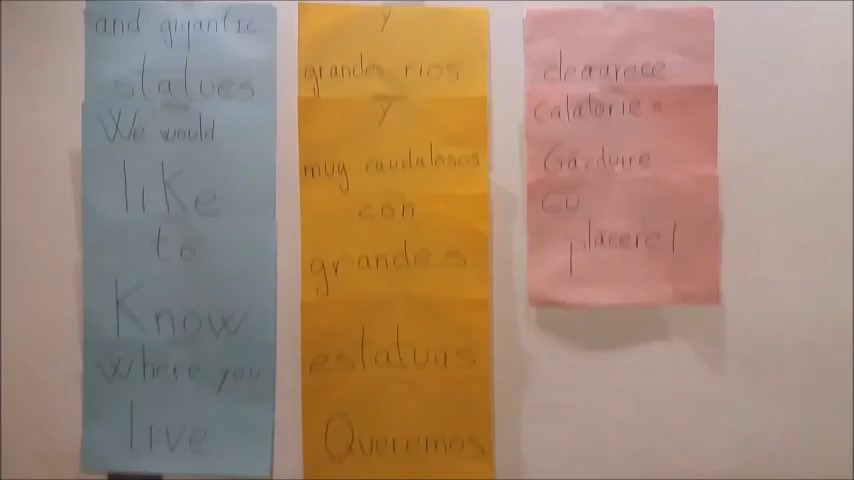 and gigantic
statues
We would
like
to
Know
where you
live
y
grandes rios
y
muy caudalosos
con
grandes
estatuas
Queremos
deoarece
calatorie
Gazduire
cu
placere!